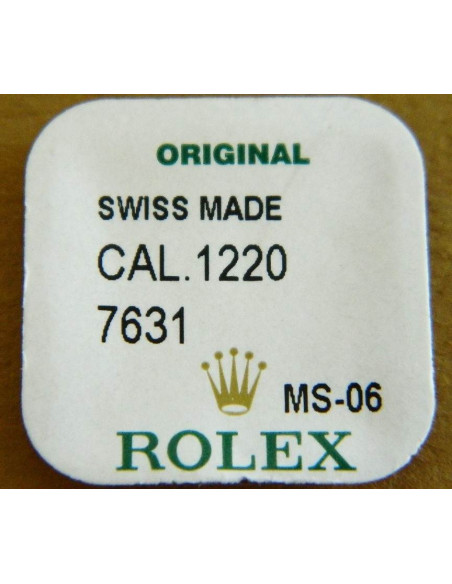 ORIGINAL
SWISS MADE
CAL.1220
7631
MS-06
ROLEX